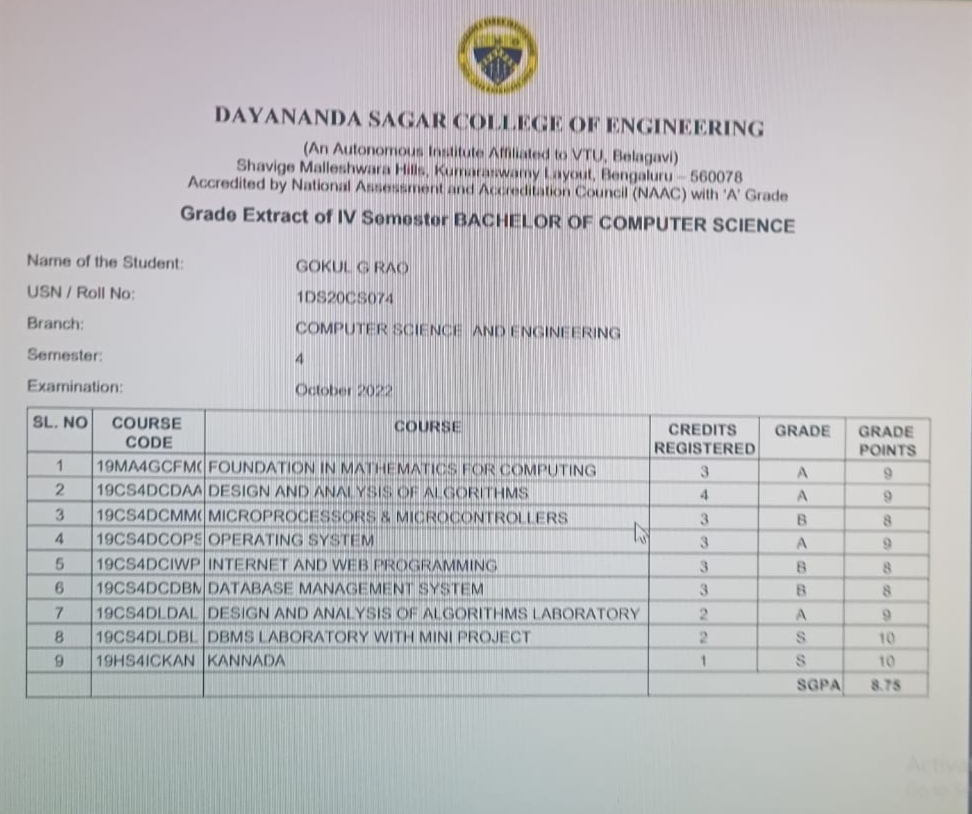 DAYANANDA SAGAR COLLEGE OF ENGINEERING
(An Autonomous Institute Affiliated to VTU, Belagavi)
Shavige Malleshwara Hills, Kumaraswamy Layout, Bengaluru - 560078
Accredited by National Assessment and Accreditation Council (NAAC) with 'A' Grade
Grade Extract of IV Semester BACHELOR OF COMPUTER SCIENCE
Name of the Student: GOKUL G RAO
USN / Roll No: 1DS20CS074
Branch: COMPUTER SCIENCE AND ENGINEERING
Semester: 4
Examination: October 2022
SL. NO COURSE CODE COURSE CREDITS REGISTERED GRADE GRADE POINTS
1 19MA4GCFM( FOUNDATION IN MATHEMATICS FOR COMPUTING 3 A 9
2 19CS4DCDAA DESIGN AND ANALYSIS OF ALGORITHMS 4 A 9
3 19CS4DCMM( MICROPROCESSORS & MICROCONTROLLERS 3 B 8
4 19CS4DCOPS OPERATING SYSTEM 3 A 9
5 19CS4DCIWP INTERNET AND WEB PROGRAMMING 3 B 8
6 19CS4DCDBM DATABASE MANAGEMENT SYSTEM 3 B 8
7 19CS4DLDAL DESIGN AND ANALYSIS OF ALGORITHMS LABORATORY 2 A 9
8 19CS4DLDBL DBMS LABORATORY WITH MINI PROJECT 2 S 10
9 19HS4ICKAN KANNADA 1 S 10
SGPA 8.75